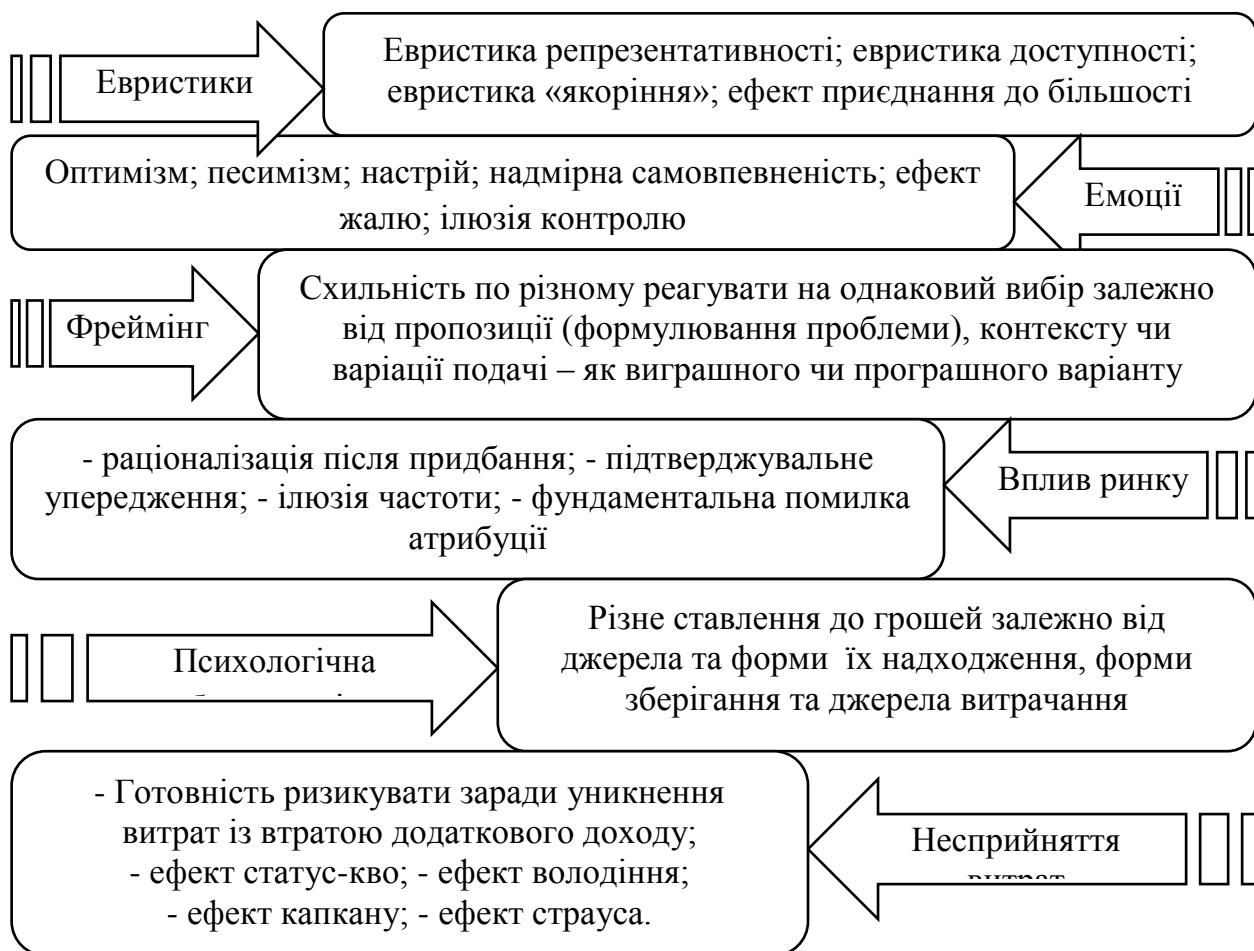 Евристики
Евристика репрезентативності; евристика доступності;
евристика «якоріння»; ефект приєднання до більшості
Оптимізм; песимізм; настрій; надмірна самовпевненість; ефект
жалю; ілюзія контролю
Емоції
Фреймінг
Схильність по різному реагувати на однаковий вибір залежно
від пропозиції (формулювання проблеми), контексту чи
варіації подачі – як виграшного чи програшного варіанту
- раціоналізація після придбання; - підтверджувальне
упередження; - ілюзія частоти; - фундаментальна помилка
атрибуції
Вплив ринку
Психологічна
Різне ставлення до грошей залежно від
джерела та форми їх надходження, форми
зберігання та джерела витрачання
- Готовність ризикувати заради уникнення
витрат із втратою додаткового доходу;
- ефект статус-кво; - ефект володіння;
- ефект капкану; - ефект страуса.
Несприйняття